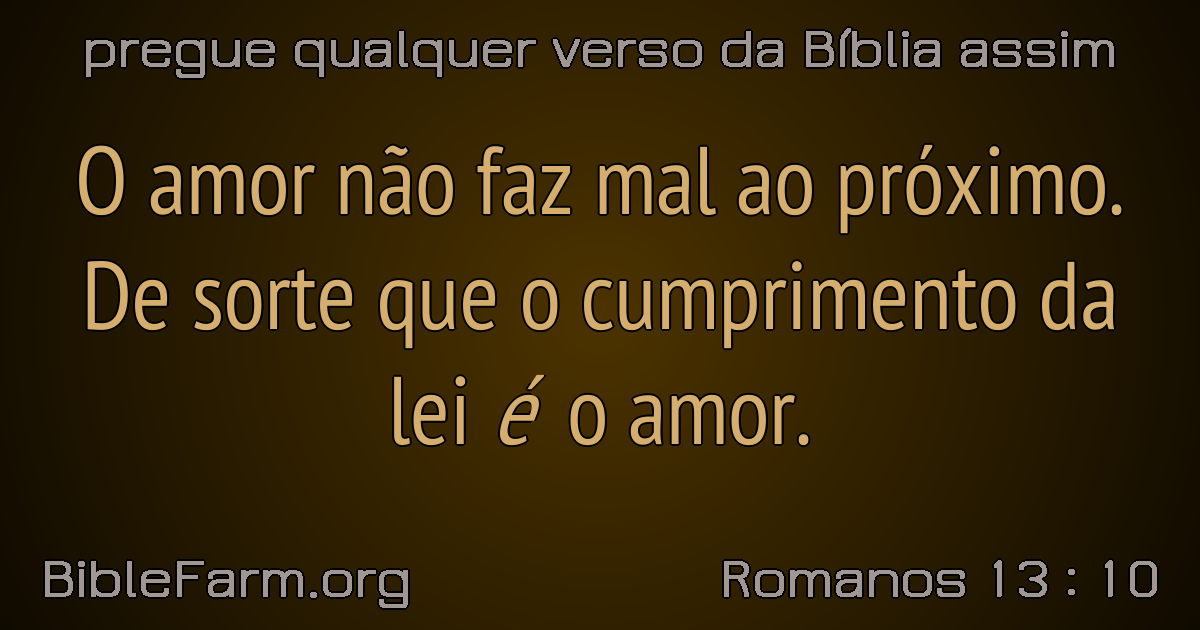 pregue qualquer verso da Bíblia assim
O amor não faz mal ao próximo.
De sorte que o cumprimento da
lei é o amor.
BibleFarm.org
Romanos 13 : 10